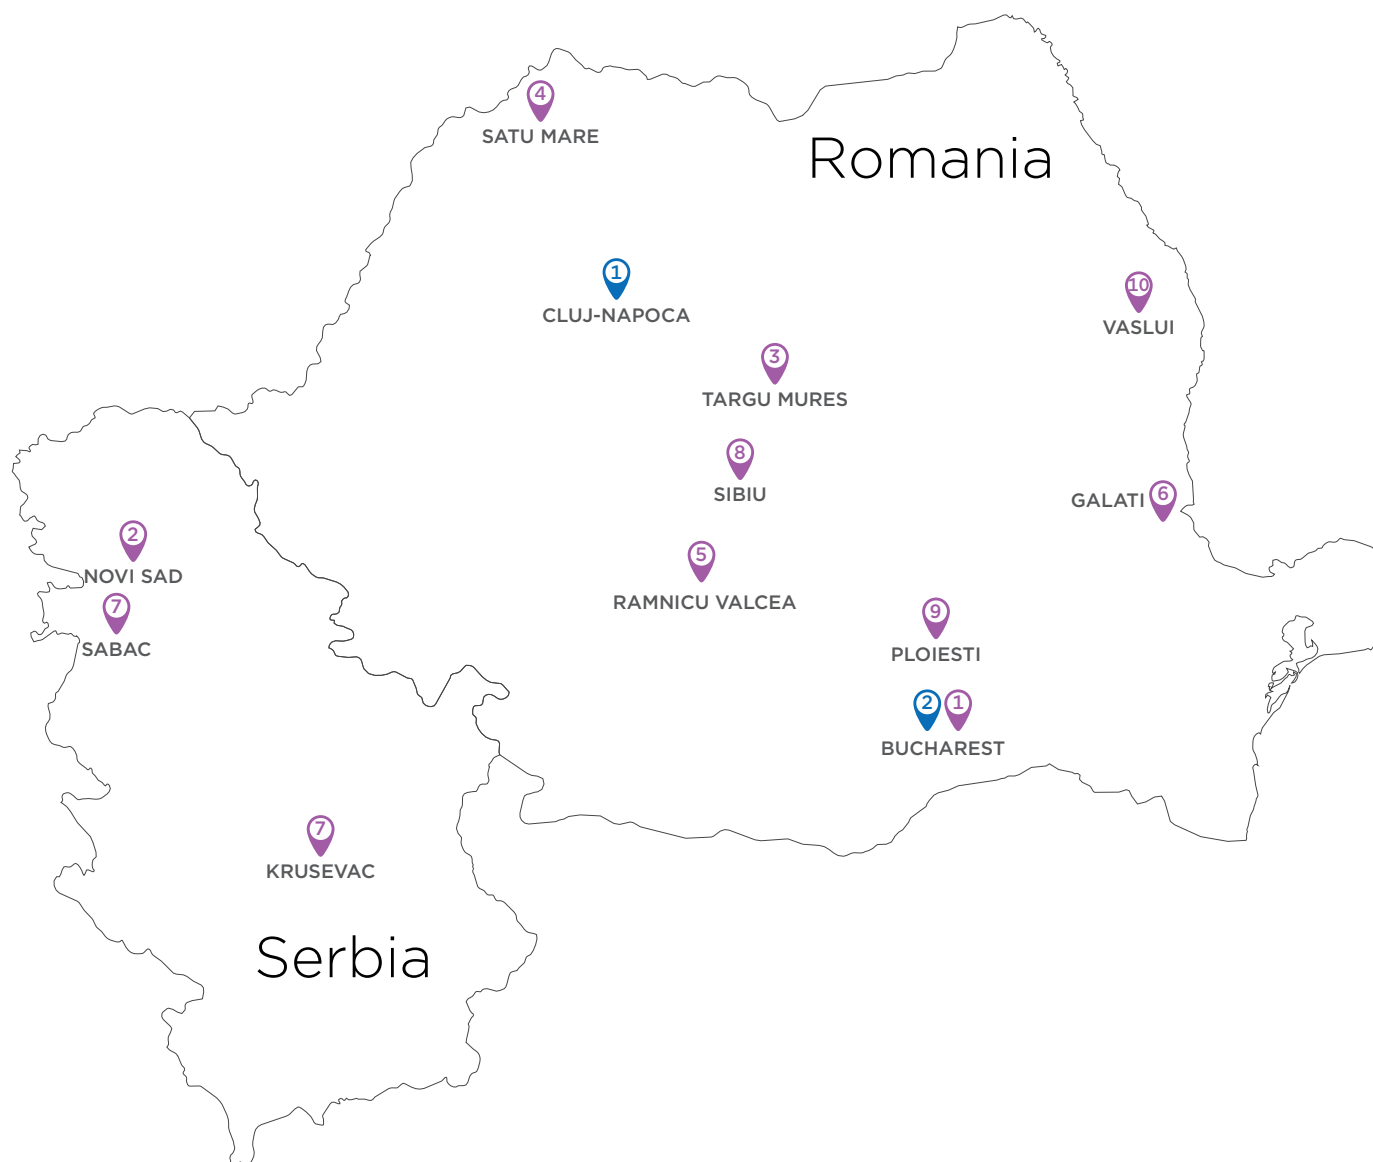 4
SATU MARE
Romania
1
CLUJ-NAPOCA
10
VASLUI
3
TARGU MURES
8
SIBIU
GALATI 6
2
NOVI SAD
5
RAMNICU VALCEA
7
SABAC
9
PLOIESTI
2 1
BUCHAREST
7
KRUSEVAC
Serbia